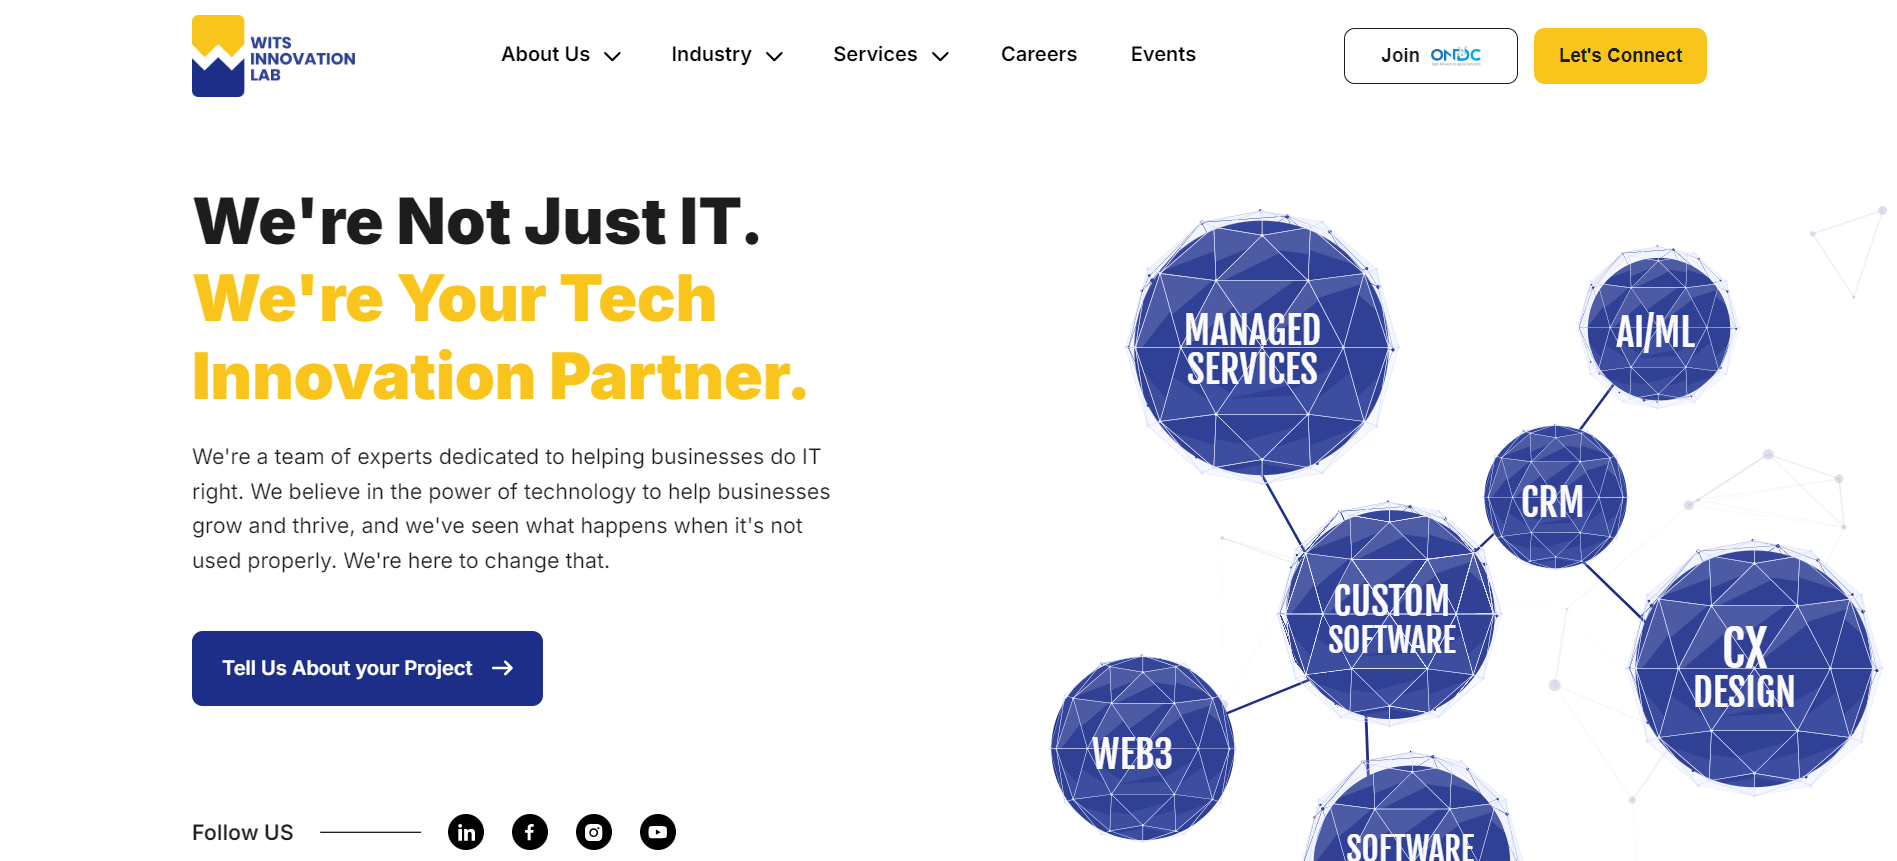 WITS
INNOVATION
LAB
About Us
Industry
Services
Careers
Events
Join ONDC
Let's Connect
We're Not Just IT.
We're Your Tech
Innovation Partner.
We're a team of experts dedicated to helping businesses do IT
right. We believe in the power of technology to help businesses
grow and thrive, and we've seen what happens when it's not
used properly. We're here to change that.
Tell Us About your Project
Follow US
MANAGED
SERVICES
AI/ML
CRM
CUSTOM
SOFTWARE
CX
DESIGN
WEB3
SOFTWARE